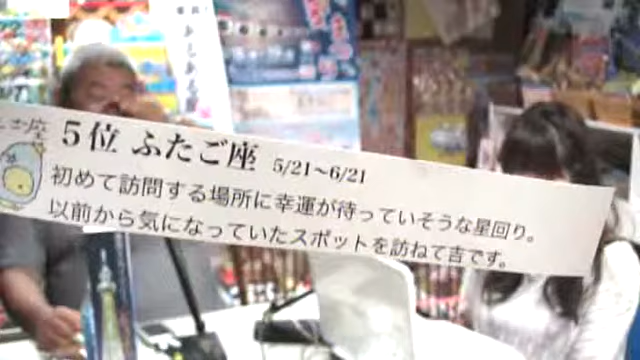 ５位 ふたご座 5/21～6/21
初めて訪問する場所に幸運が待っていそうな星回り。
以前から気になっていたスポットを訪ねて吉です。